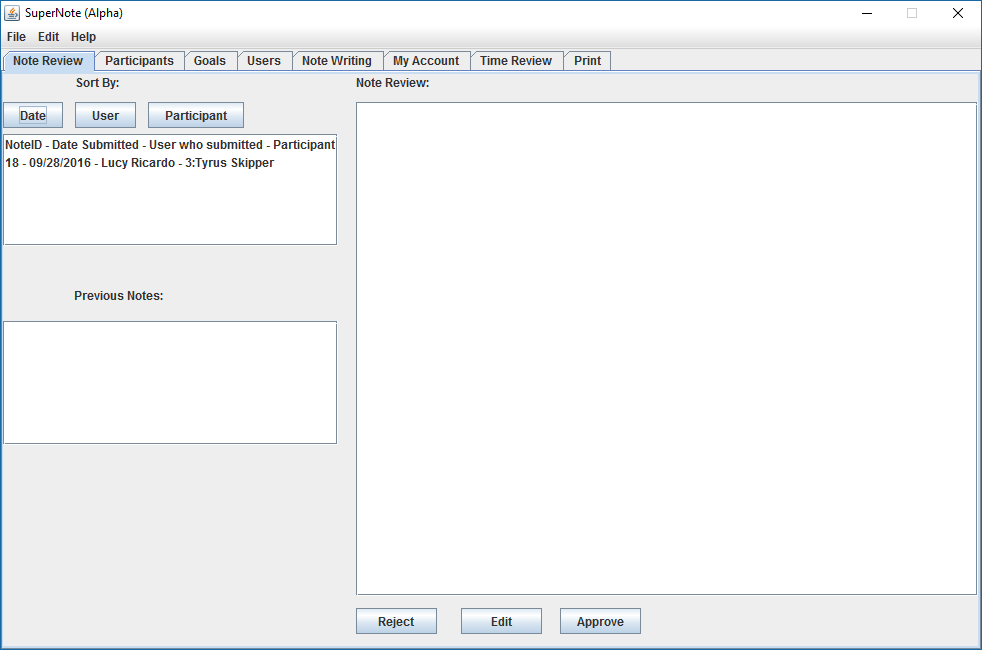 SuperNote (Alpha)
File Edit Help
Note Review Participants Goals Users Note Writing My Account Time Review Print
Sort By:
Date User Participant
NoteID - Date Submitted - User who submitted - Participant
18 - 09/28/2016 - Lucy Ricardo - 3:Tyrus Skipper
Previous Notes:
Note Review:
Reject Edit Approve